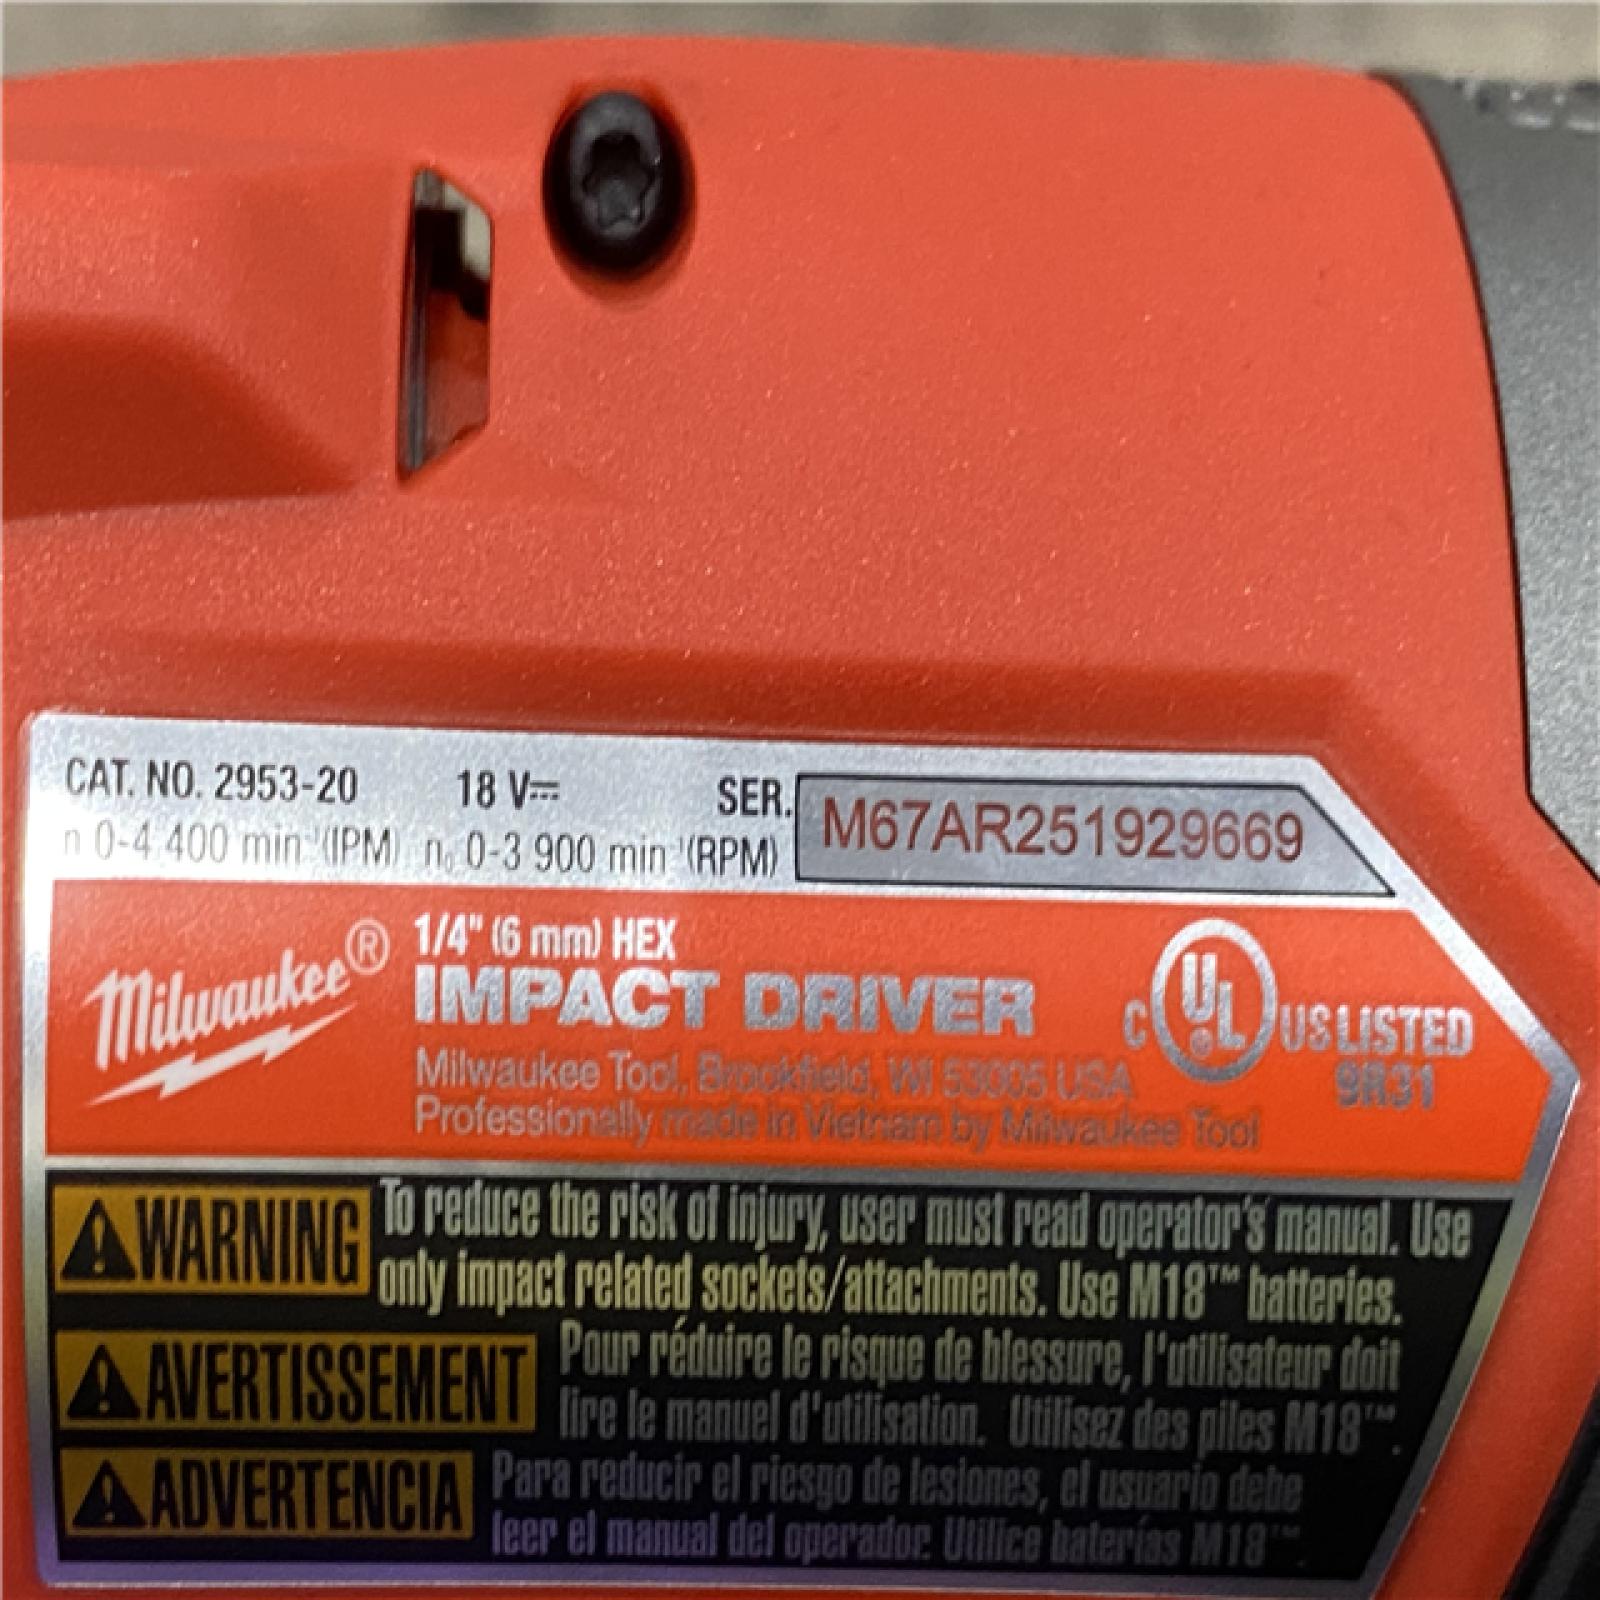 CAT. NO. 2953-20 18 V⎓ SER. M67AR251929669
n 0-4 400 min⁻¹(IPM) n₀ 0-3 900 min⁻¹(RPM)
Milwaukee®
1/4" (6 mm) HEX
IMPACT DRIVER
Milwaukee Tool, Brookfield, WI 53005 USA
Professionally made in Vietnam by Milwaukee Tool
C UL US LISTED
9R31
WARNING To reduce the risk of injury, user must read operator's manual. Use
only impact related sockets/attachments. Use M18™ batteries.
AVERTISSEMENT Pour réduire le risque de blessure, l'utilisateur doit
lire le manuel d'utilisation. Utilisez des piles M18™.
ADVERTENCIA Para reducir el riesgo de lesiones, el usuario debe
leer el manual del operador. Utilice baterías M18™.